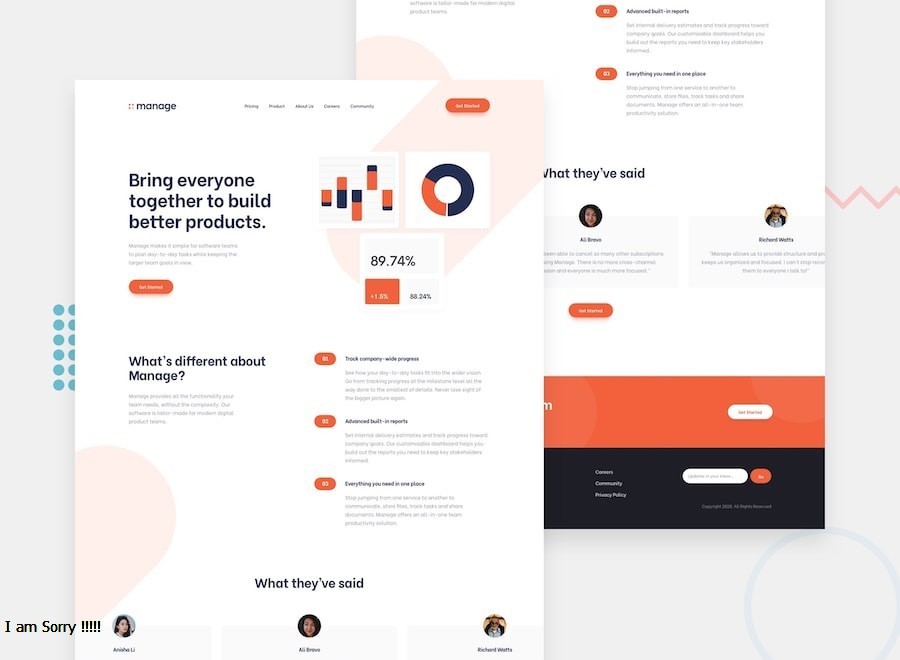 manage
Pricing Product About Us Careers Community
Get Started
Bring everyone
together to build
better products.
Manage makes it simple for software teams
to plan day-to-day tasks while keeping the
larger team goals in view.
Get Started
89.74%
+1.5%
88.24%
What's different about
Manage?
Manage provides all the functionality your
team needs, without the complexity. Our
software is tailor-made for modern digital
product teams.
01 Track company-wide progress
See how your day-to-day tasks fit into the wider vision.
Go from tracking progress at the milestone level all the
way done to the smallest of details. Never lose sight of
the bigger picture again.
02 Advanced built-in reports
Set internal delivery estimates and track progress toward
company goals. Our customisable dashboard helps you
build out the reports you need to keep key stakeholders
informed.
03 Everything you need in one place
Stop jumping from one service to another to
communicate, store files, track tasks and share
documents. Manage offers an all-in-one team
productivity solution.
What they've said
I am Sorry !!!!!
Anisha Li
Ali Bravo
Richard Watts
software is tailor-made for modern digital
product teams.
02 Advanced built-in reports
Set internal delivery estimates and track progress toward
company goals. Our customisable dashboard helps you
build out the reports you need to keep key stakeholders
informed.
03 Everything you need in one place
Stop jumping from one service to another to
communicate, store files, track tasks and share
documents. Manage offers an all-in-one team
productivity solution.
What they've said
Ali Bravo
been able to cancel so many other subscriptions
using Manage. There is no more cross-channel
confusion and everyone is much more focused."
Richard Watts
"Manage allows us to provide structure and pro
keeps us organized and focused. I can't stop recom
them to everyone I talk to!"
Get Started
m
Get Started
Careers
Community
Privacy Policy
Updates in your inbox...
Go
Copyright 2020. All Rights Reserved